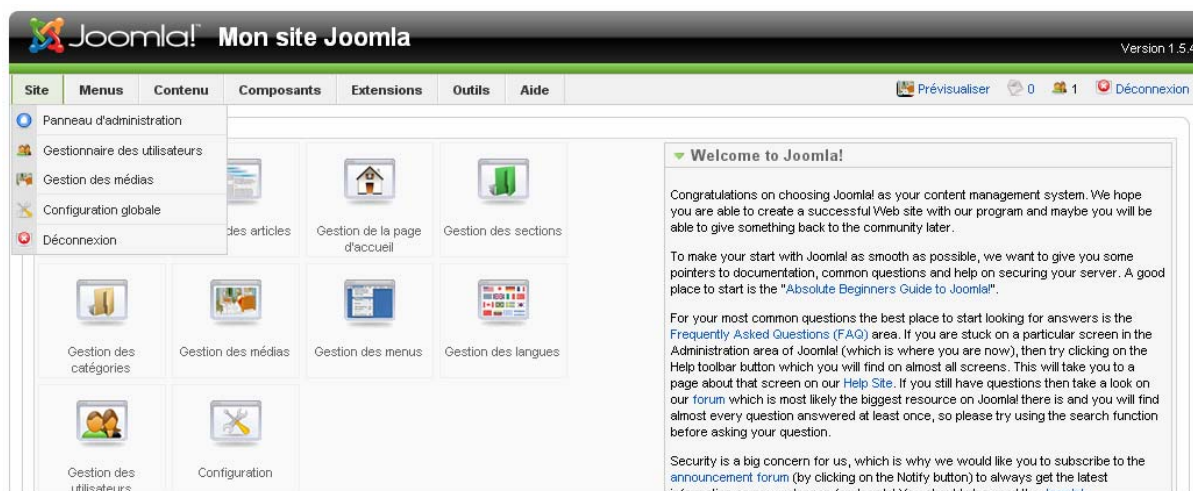 Joomla! Mon site Joomla
Version 1.5.4
Site Menus Contenu Composants Extensions Outils Aide
Prévisualiser 0 1 Déconnexion
Panneau d'administration
Gestionnaire des utilisateurs
Gestion des médias
Configuration globale
Déconnexion
des articles
Gestion de la page
d'accueil
Gestion des sections
Gestion des
catégories
Gestion des médias
Gestion des menus
Gestion des langues
Gestion des
utilisateurs
Configuration
Welcome to Joomla!
Congratulations on choosing Joomla! as your content management system. We hope
you are able to create a successful Web site with our program and maybe you will be
able to give something back to the community later.
To make your start with Joomla! as smooth as possible, we want to give you some
pointers to documentation, common questions and help on securing your server. A good
place to start is the "Absolute Beginners Guide to Joomla!".
For your most common questions the best place to start looking for answers is the
Frequently Asked Questions (FAQ) area. If you are stuck on a particular screen in the
Administration area of Joomla! (which is where you are now), then try clicking on the
Help toolbar button which you will find on almost all screens. This will take you to a
page about that screen on our Help Site. If you still have questions then take a look on
our forum which is most likely the biggest resource on Joomla! there is and you will find
almost every question answered at least once, so please try using the search function
before asking your question.
Security is a big concern for us, which is why we would like you to subscribe to the
announcement forum (by clicking on the Notify button) to always get the latest